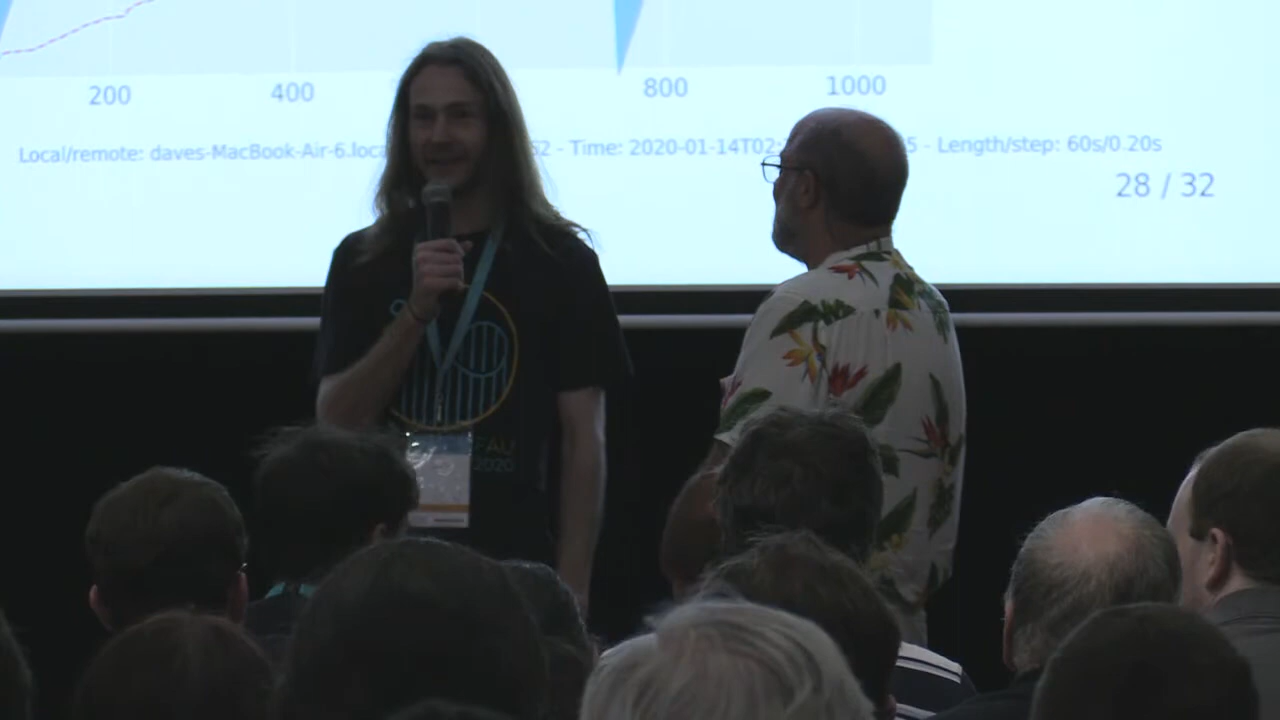 200 400 800 1000
Local/remote: daves-MacBook-Air-6.loca - Time: 2020-01-14T02: 5 - Length/step: 60s/0.20s
28 / 32
2020